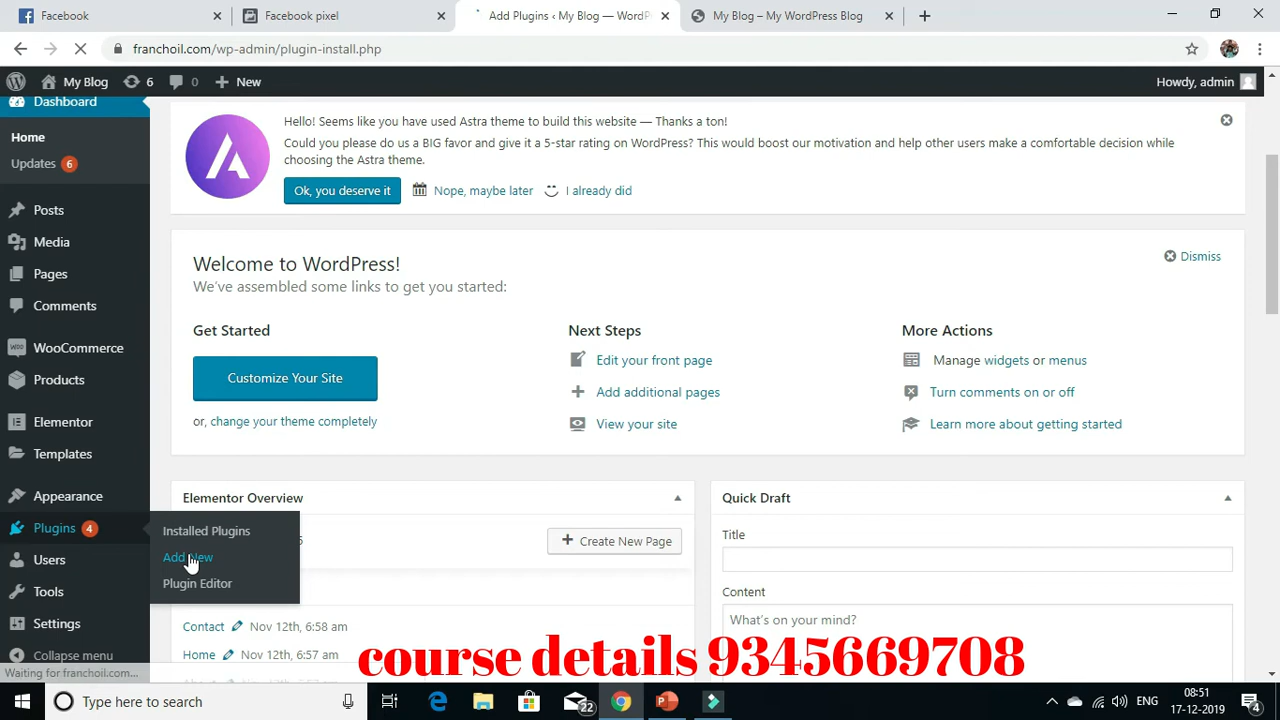 Facebook
Facebook pixel
Add Plugins ‹ My Blog — WordP
My Blog – My WordPress Blog
franchoil.com/wp-admin/plugin-install.php
My Blog
6
0
New
Howdy, admin
Dashboard
Home
Updates 6
Posts
Media
Pages
Comments
WooCommerce
Products
Elementor
Templates
Appearance
Plugins 4
Users
Tools
Settings
Collapse menu
Installed Plugins
Add New
Plugin Editor
Hello! Seems like you have used Astra theme to build this website — Thanks a ton!
Could you please do us a BIG favor and give it a 5-star rating on WordPress? This would boost our motivation and help other users make a comfortable decision while
choosing the Astra theme.
Ok, you deserve it
Nope, maybe later
I already did
Welcome to WordPress!
We've assembled some links to get you started:
Dismiss
Get Started
Customize Your Site
or, change your theme completely
Next Steps
Edit your front page
Add additional pages
View your site
More Actions
Manage widgets or menus
Turn comments on or off
Learn more about getting started
Elementor Overview
Create New Page
Contact Nov 12th, 6:58 am
Home Nov 12th, 6:57 am
Quick Draft
Title
Content
What's on your mind?
Waiting for franchoil.com...
course details 9345669708
Type here to search
22
ENG
08:51
17-12-2019
4